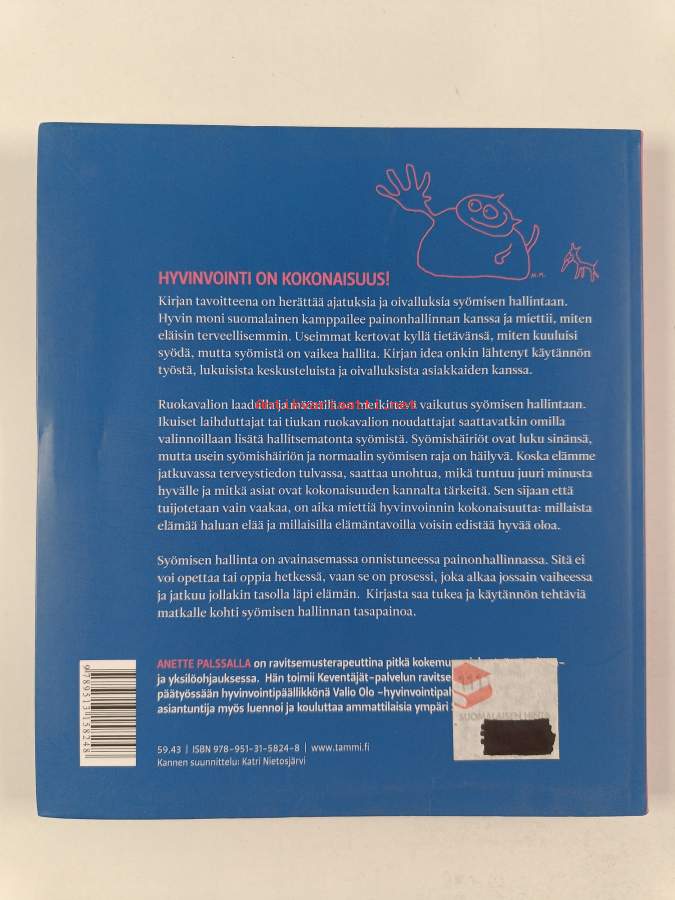 M.M.
HYVINVOINTI ON KOKONAISUUS!
Kirjan tavoitteena on herättää ajatuksia ja oivalluksia syömisen hallintaan.
Hyvin moni suomalainen kamppailee painonhallinnan kanssa ja miettii, miten
eläisin terveellisemmin. Useimmat kertovat kyllä tietävänsä, miten kuuluisi
syödä, mutta syömistä on vaikea hallita. Kirjan idea onkin lähtenyt käytännön
työstä, lukuisista keskusteluista ja oivalluksista asiakkaiden kanssa.
Ruokavalion laadulla ja määrällä on merkittävä vaikutus syömisen hallintaan.
Ikuiset laihduttajat tai tiukan ruokavalion noudattajat saattavatkin omilla
valinnoillaan lisätä hallitsematonta syömistä. Syömishäiriöt ovat luku sinänsä,
mutta usein syömishäiriön ja normaalin syömisen raja on häilyvä. Koska elämme
jatkuvassa terveystiedon tulvassa, saattaa unohtua, mikä tuntuu juuri minusta
hyvälle ja mitkä asiat ovat kokonaisuuden kannalta tärkeitä. Sen sijaan että
tuijotetaan vain vaakaa, on aika miettiä hyvinvoinnin kokonaisuutta: millaista
elämää haluan elää ja millaisilla elämäntavoilla voisin edistää hyvää oloa.
Syömisen hallinta on avainasemassa onnistuneessa painonhallinnassa. Sitä ei
voi opettaa tai oppia hetkessä, vaan se on prosessi, joka alkaa jossain vaiheessa
ja jatkuu jollakin tasolla läpi elämän. Kirjasta saa tukea ja käytännön tehtäviä
matkalle kohti syömisen hallinnan tasapainoa.
ANETTE PALSSALLA on ravitsemusterapeuttina pitkä
ja yksilöohjauksessa. Hän toimii Keventäjät-palvelun
päätyössään hyvinvointipäällikkönä Valio Olo
asiantuntija myös luennoi ja kouluttaa ammattilaisia ympäri
SUOMALAISEN HINTA
9789513158248
59.43 | ISBN 978-951-31-5824-8 | www.tammi.fi
Kannen suunnittelu: Katri Nietosjärvi